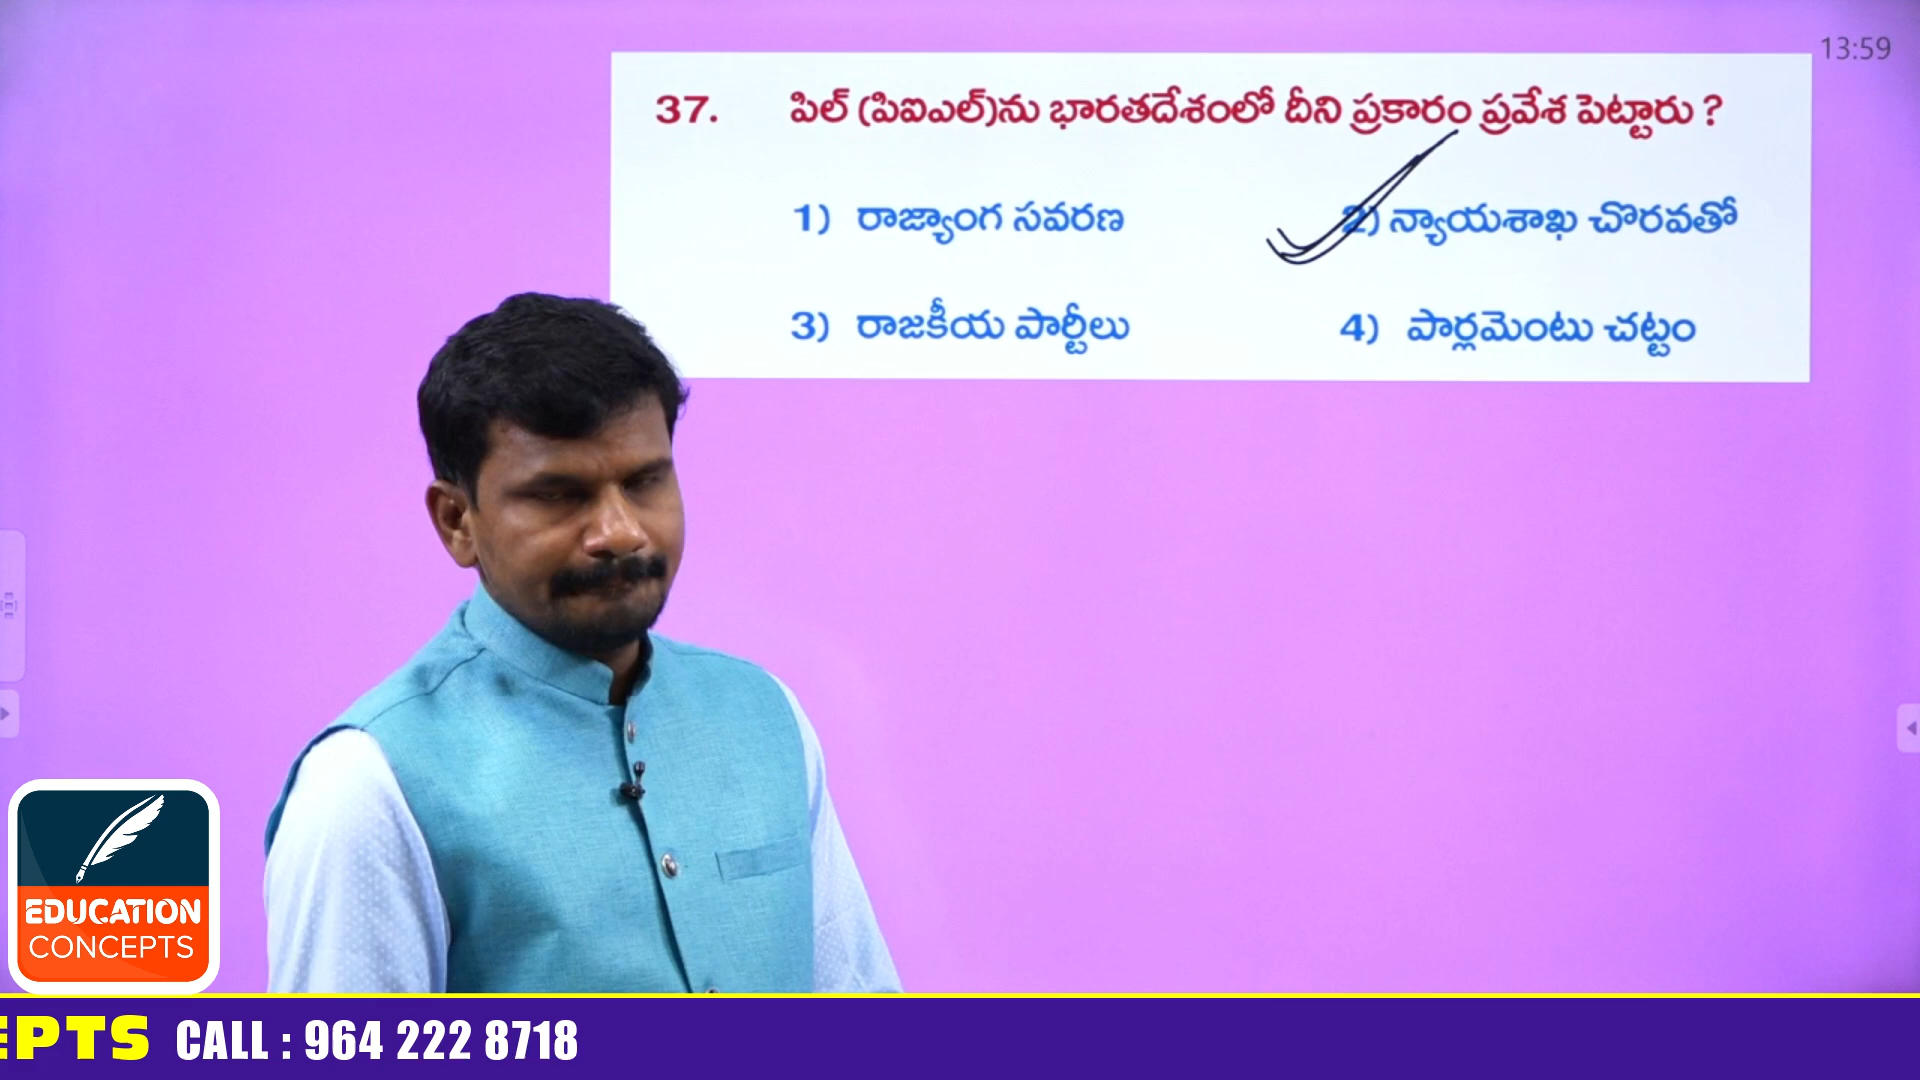 13:59
37. పిల్ (పిఐఎల్)ను భారతదేశంలో దీని ప్రకారం ప్రవేశ పెట్టారు ?
1) రాజ్యాంగ సవరణ
2) న్యాయశాఖ చొరవతో
3) రాజకీయ పార్టీలు
4) పార్లమెంటు చట్టం
EDUCATION
CONCEPTS
EPTS CALL : 964 222 8718